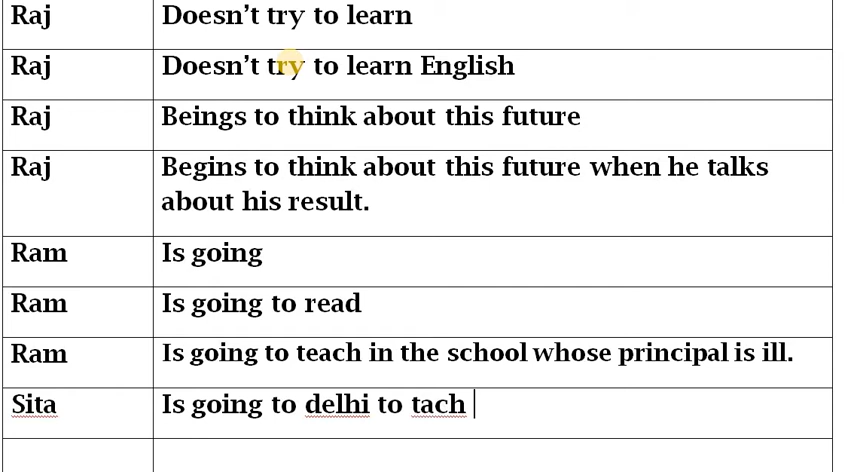 Raj Doesn't try to learn
Raj Doesn't try to learn English
Raj Beings to think about this future
Raj Begins to think about this future when he talks
about his result.
Ram Is going
Ram Is going to read
Ram Is going to teach in the school whose principal is ill.
Sita Is going to delhi to tach